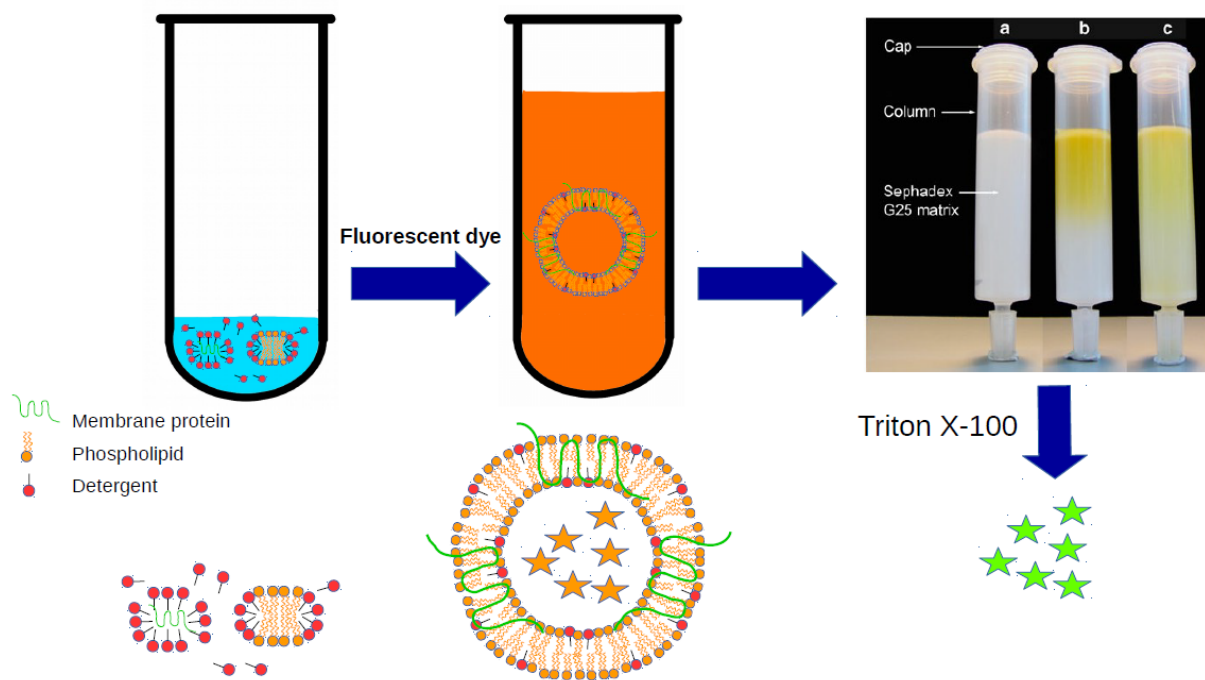 Fluorescent dye
a b c
Cap
Column
Sephadex
G25 matrix
Membrane protein
Phospholipid
Detergent
Triton X-100